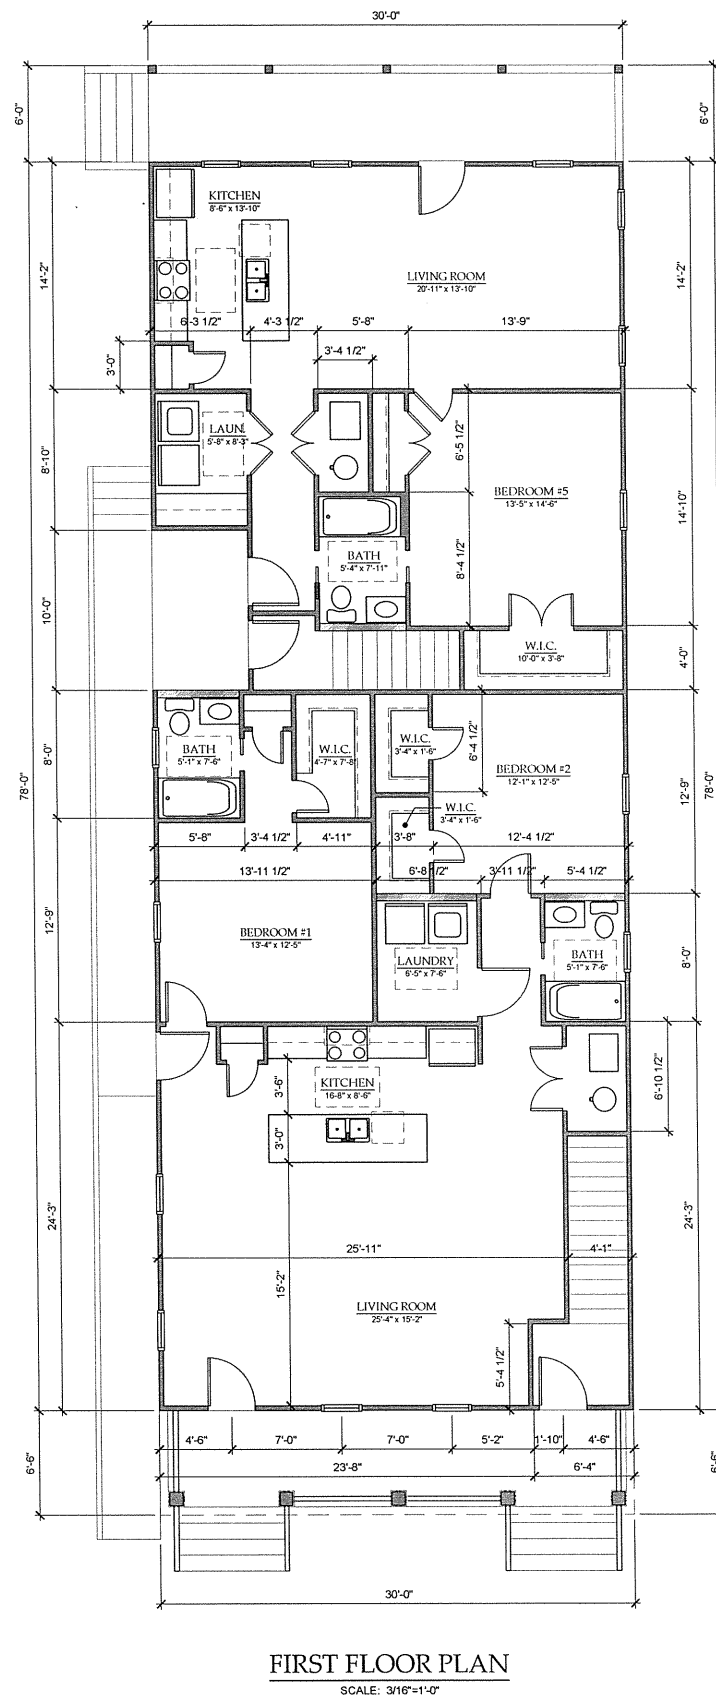 30'-0"
6'-0"
6'-0"
KITCHEN
8'-6" x 13'-10"
LIVING ROOM
20'-11" x 13'-10"
14'-2"
14'-2"
6'-3 1/2"
4'-3 1/2"
5'-8"
13'-9"
3'-4 1/2"
3'-0"
LAUN.
5'-8" x 8'-3"
8'-10"
6'-5 1/2"
BEDROOM #5
13'-5" x 14'-6"
14'-10"
BATH
5'-4" x 7'-11"
8'-4 1/2"
10'-0"
W.I.C.
10'-0" x 3'-8"
4'-0"
BATH
5'-1" x 7'-6"
W.I.C.
4'-7" x 7'-8"
W.I.C.
3'-4" x 1'-6"
6'-4 1/2"
BEDROOM #2
12'-1" x 12'-5"
8'-0"
78'-0"
12'-9"
78'-0"
W.I.C.
3'-4" x 1'-6"
5'-8"
3'-4 1/2"
4'-11"
3'-8"
12'-4 1/2"
13'-11 1/2"
6'-8 1/2"
3'-11 1/2"
5'-4 1/2"
12'-9"
BEDROOM #1
13'-4" x 12'-5"
LAUNDRY
6'-5" x 7'-6"
BATH
5'-1" x 7'-6"
8'-0"
KITCHEN
16'-8" x 8'-6"
3'-6"
6'-10 1/2"
3'-0"
24'-3"
24'-3"
25'-11"
4'-1"
15'-2"
LIVING ROOM
25'-4" x 15'-2"
5'-4 1/2"
4'-6"
7'-0"
7'-0"
5'-2"
1'-10"
4'-6"
23'-8"
6'-4"
6'-6"
6'-6"
30'-0"
FIRST FLOOR PLAN
SCALE: 3/16"=1'-0"